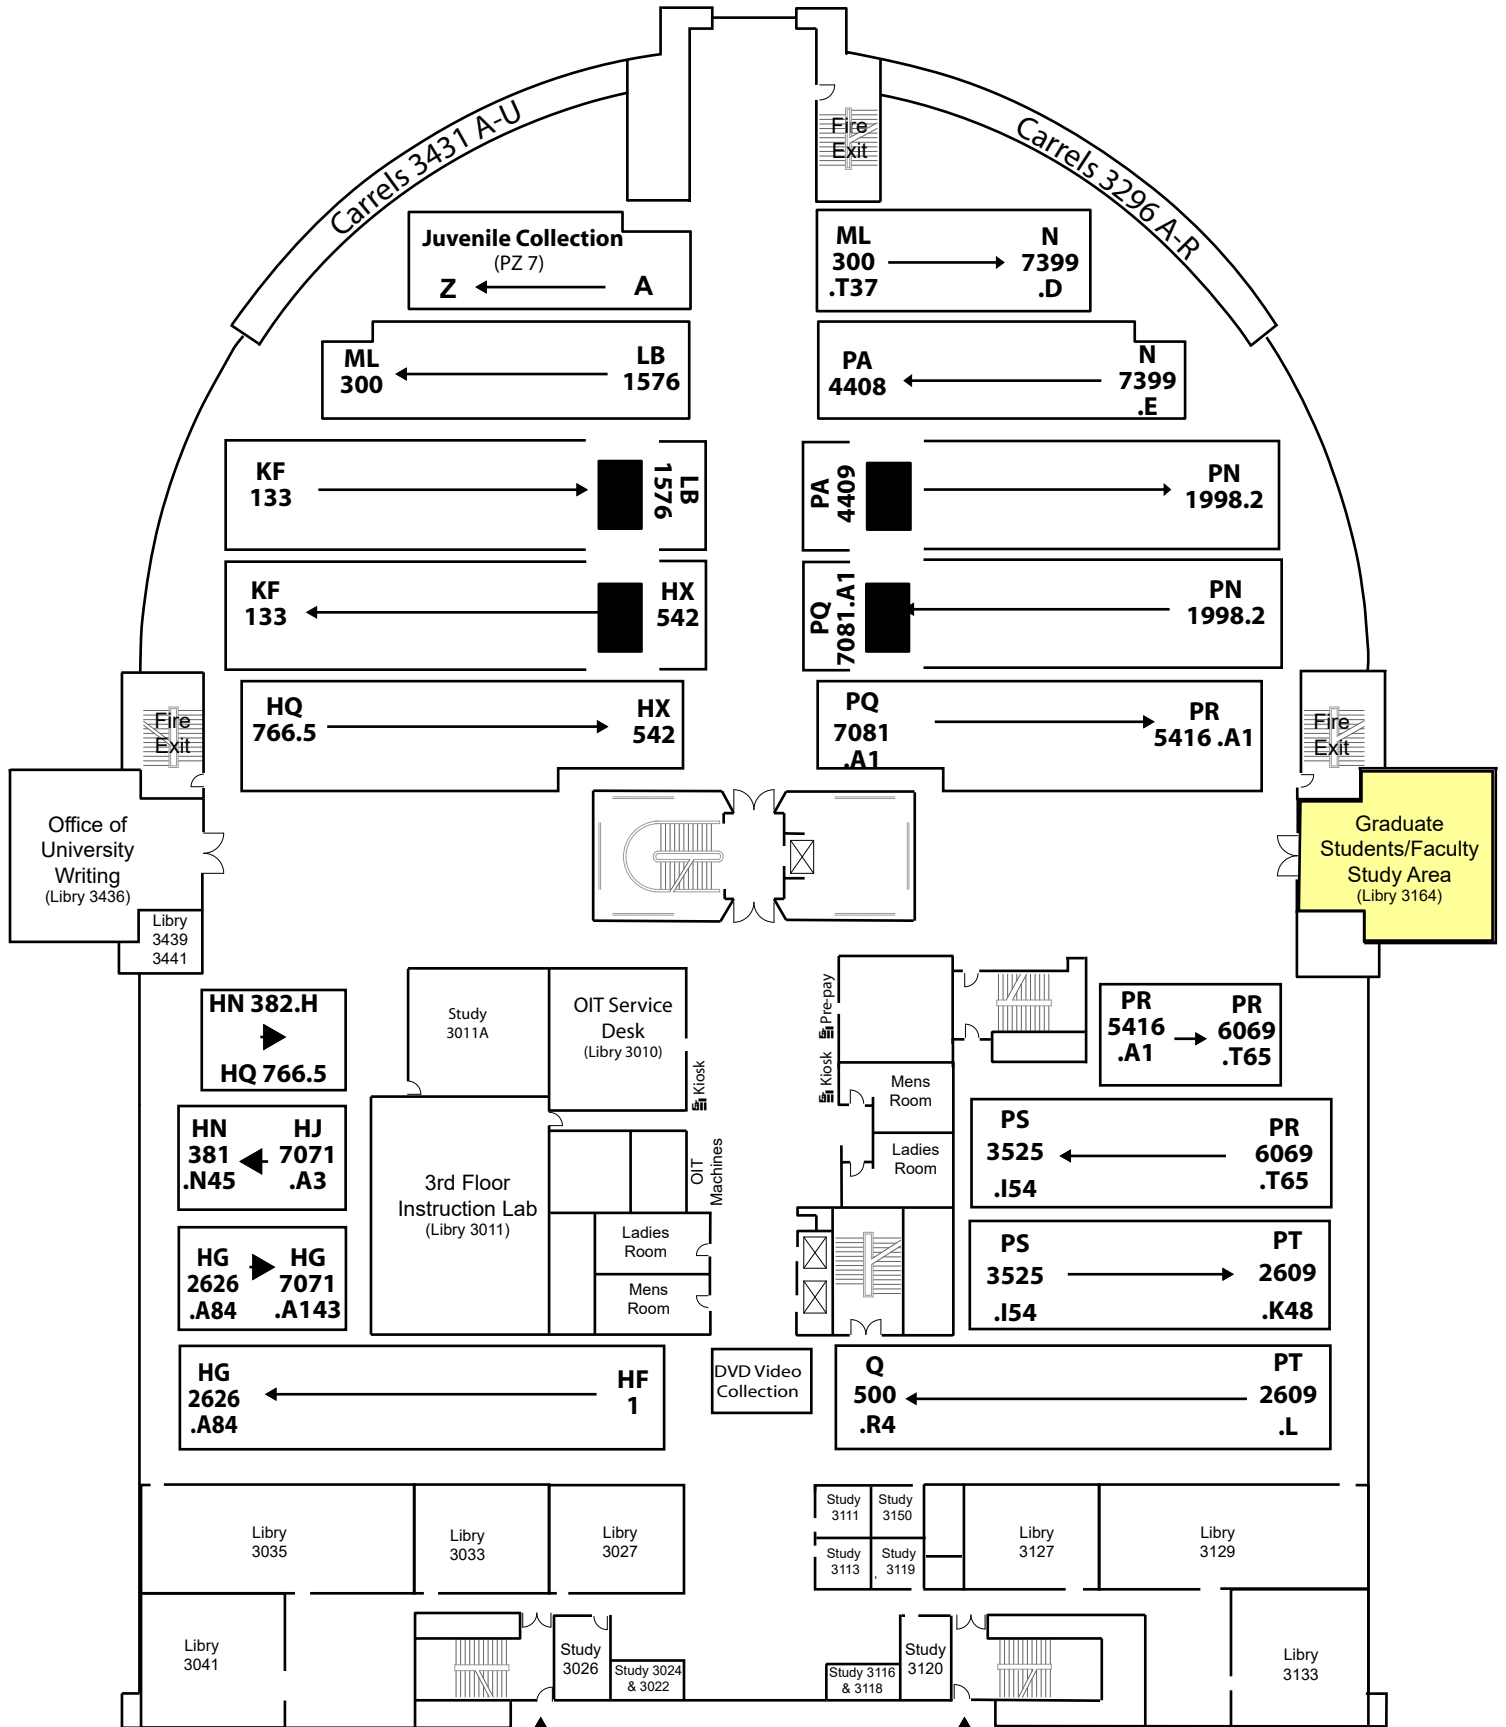 Carrels 3431 A-U
Carrels 3296 A-R
Fire
Exit
Juvenile Collection
(PZ 7)
Z
A
ML
300
.T37
N
7399
.D
ML
300
LB
1576
PA
4408
N
7399
.E
KF
133
LB
1576
PA
4409
PN
1998.2
KF
133
HX
542
PQ
7081.A1
PN
1998.2
HQ
766.5
HX
542
PQ
7081
.A1
PR
5416 .A1
Fire
Exit
Fire
Exit
Office of
University
Writing
(Libry 3436)
Libry
3439
3441
Graduate
Students/Faculty
Study Area
(Libry 3164)
HN 382.H
HQ 766.5
Study
3011A
OIT Service
Desk
(Libry 3010)
Kiosk
Pre-pay
Kiosk
PR
5416
.A1
PR
6069
.T65
Mens
Room
Ladies
Room
HN
381
.N45
HJ
7071
.A3
3rd Floor
Instruction Lab
(Libry 3011)
OIT
Machines
PS
3525
.I54
PR
6069
.T65
HG
2626
.A84
HG
7071
.A143
Ladies
Room
Mens
Room
PS
3525
.I54
PT
2609
.K48
HG
2626
.A84
HF
1
DVD Video
Collection
Q
500
.R4
PT
2609
.L
Libry
3035
Libry
3033
Libry
3027
Study
3111
Study
3150
Study
3113
Study
3119
Libry
3127
Libry
3129
Libry
3041
Study
3026
Study 3024
& 3022
Study 3116
& 3118
Study
3120
Libry
3133